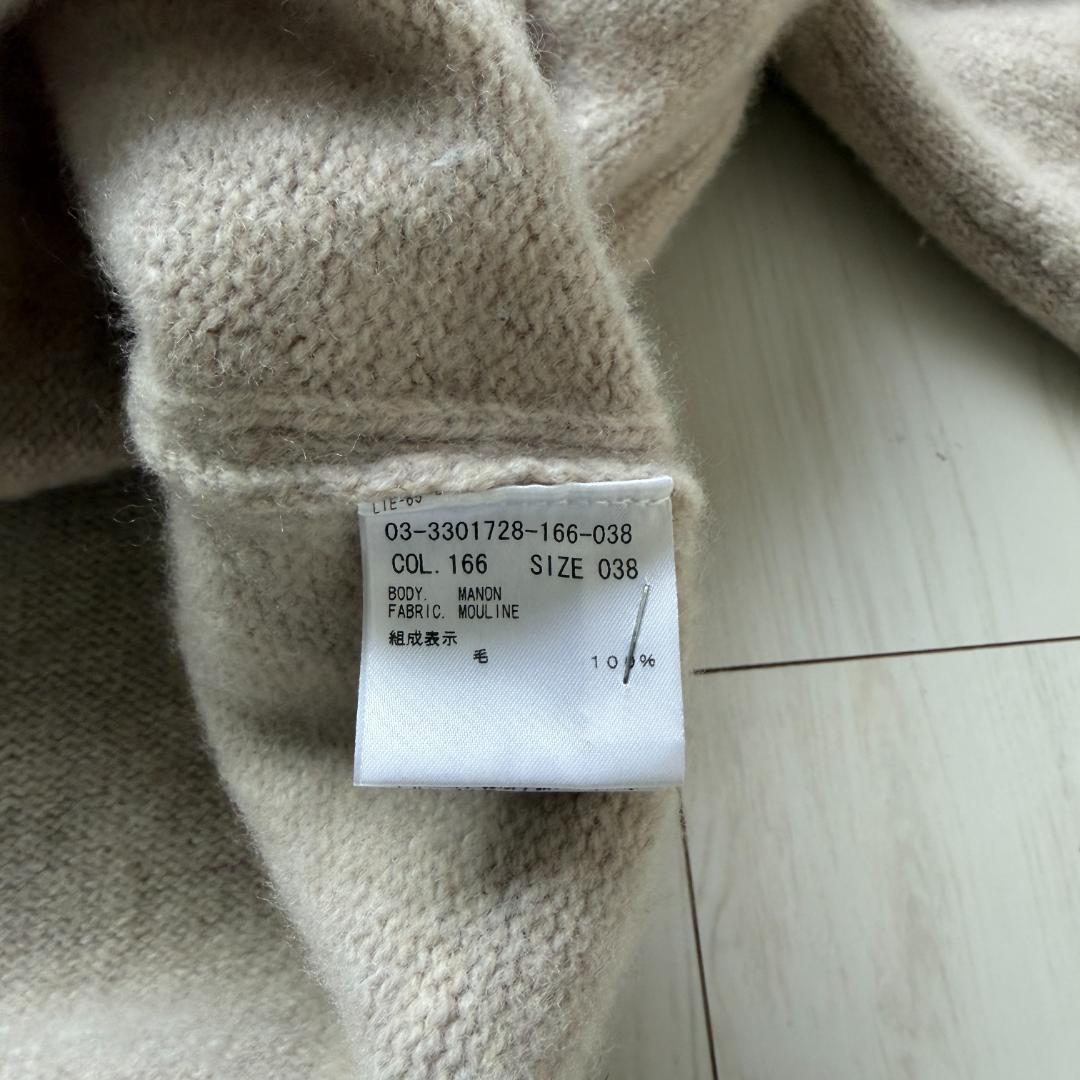 03-3301728-166-038
COL. 166 SIZE 038
BODY. MANON
FABRIC. MOULINE
組成表示
毛 100%